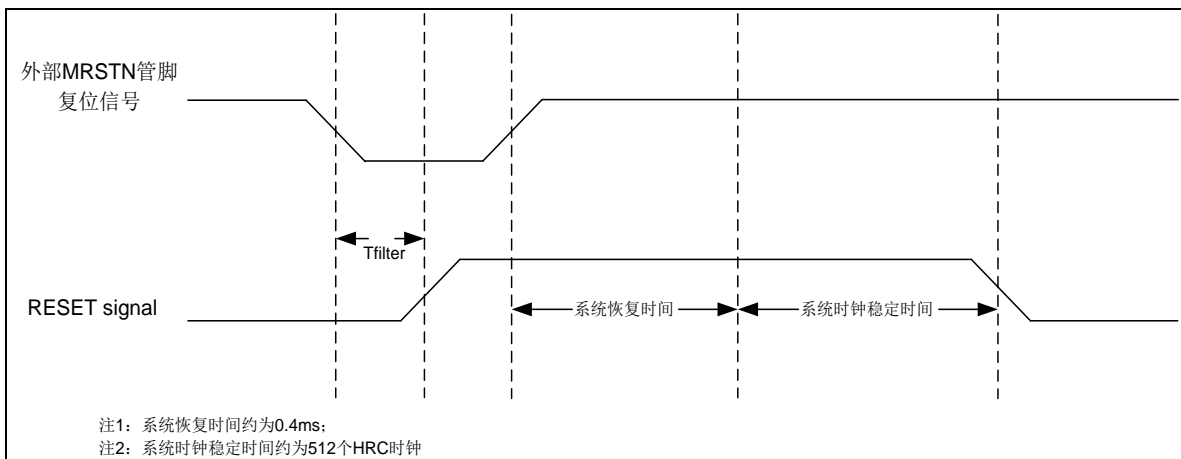 外部MRSTN管脚
复位信号
Tfilter
RESET signal
系统恢复时间
系统时钟稳定时间
注1：系统恢复时间约为0.4ms；
注2：系统时钟稳定时间约为512个HRC时钟